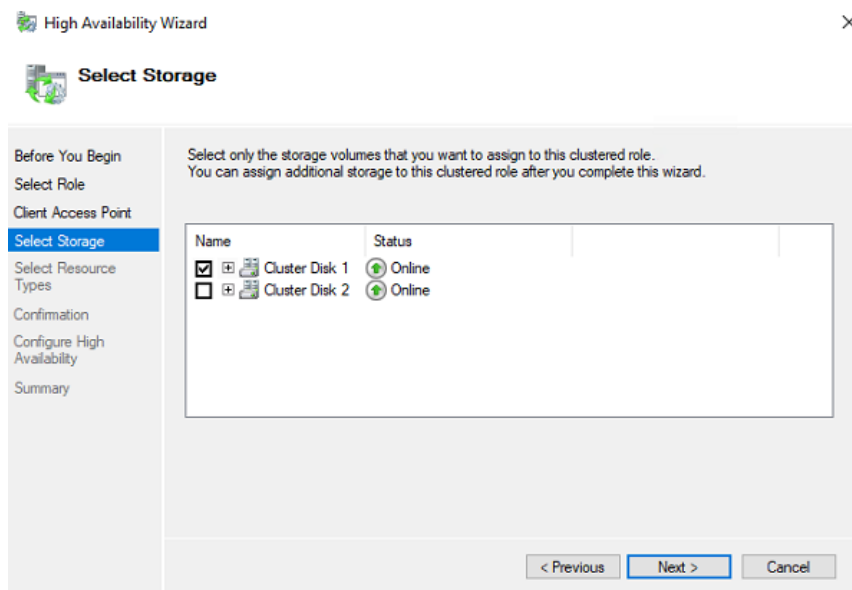 High Availability Wizard
Select Storage
Before You Begin
Select Role
Client Access Point
Select Storage
Select Resource
Types
Confirmation
Configure High
Availability
Summary
Select only the storage volumes that you want to assign to this clustered role.
You can assign additional storage to this clustered role after you complete this wizard.
Name Status
Cluster Disk 1 Online
Cluster Disk 2 Online
< Previous Next > Cancel